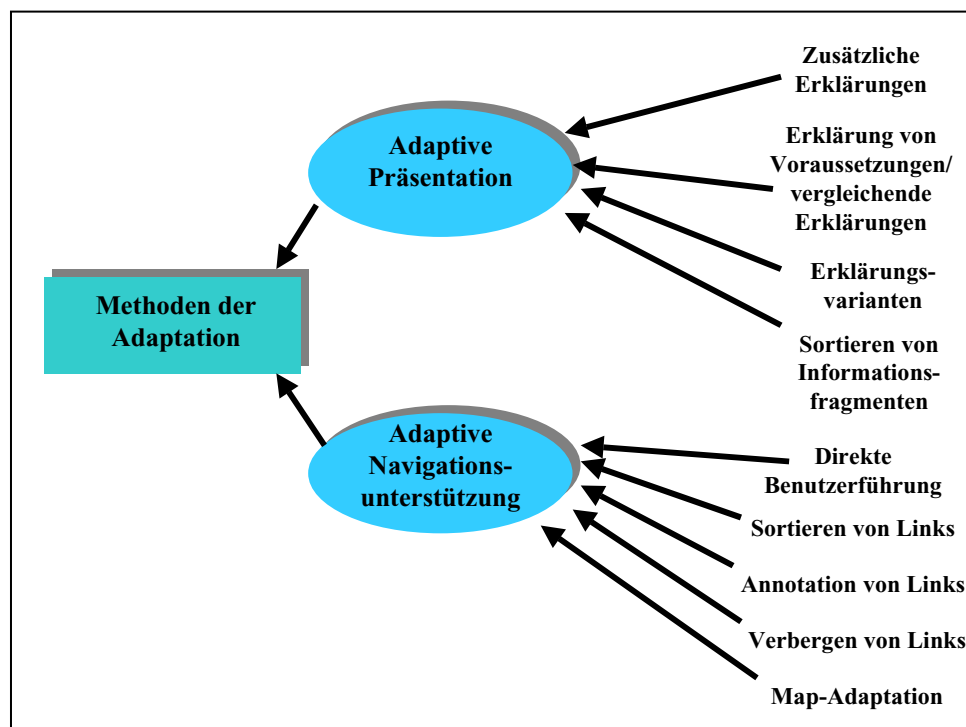 Zusätzliche
Erklärungen
Adaptive
Präsentation
Erklärung von
Voraussetzungen/
vergleichende
Erklärungen
Erklärungs-
varianten
Methoden der
Adaptation
Sortieren von
Informations-
fragmenten
Adaptive
Navigations-
unterstützung
Direkte
Benutzerführung
Sortieren von Links
Annotation von Links
Verbergen von Links
Map-Adaptation